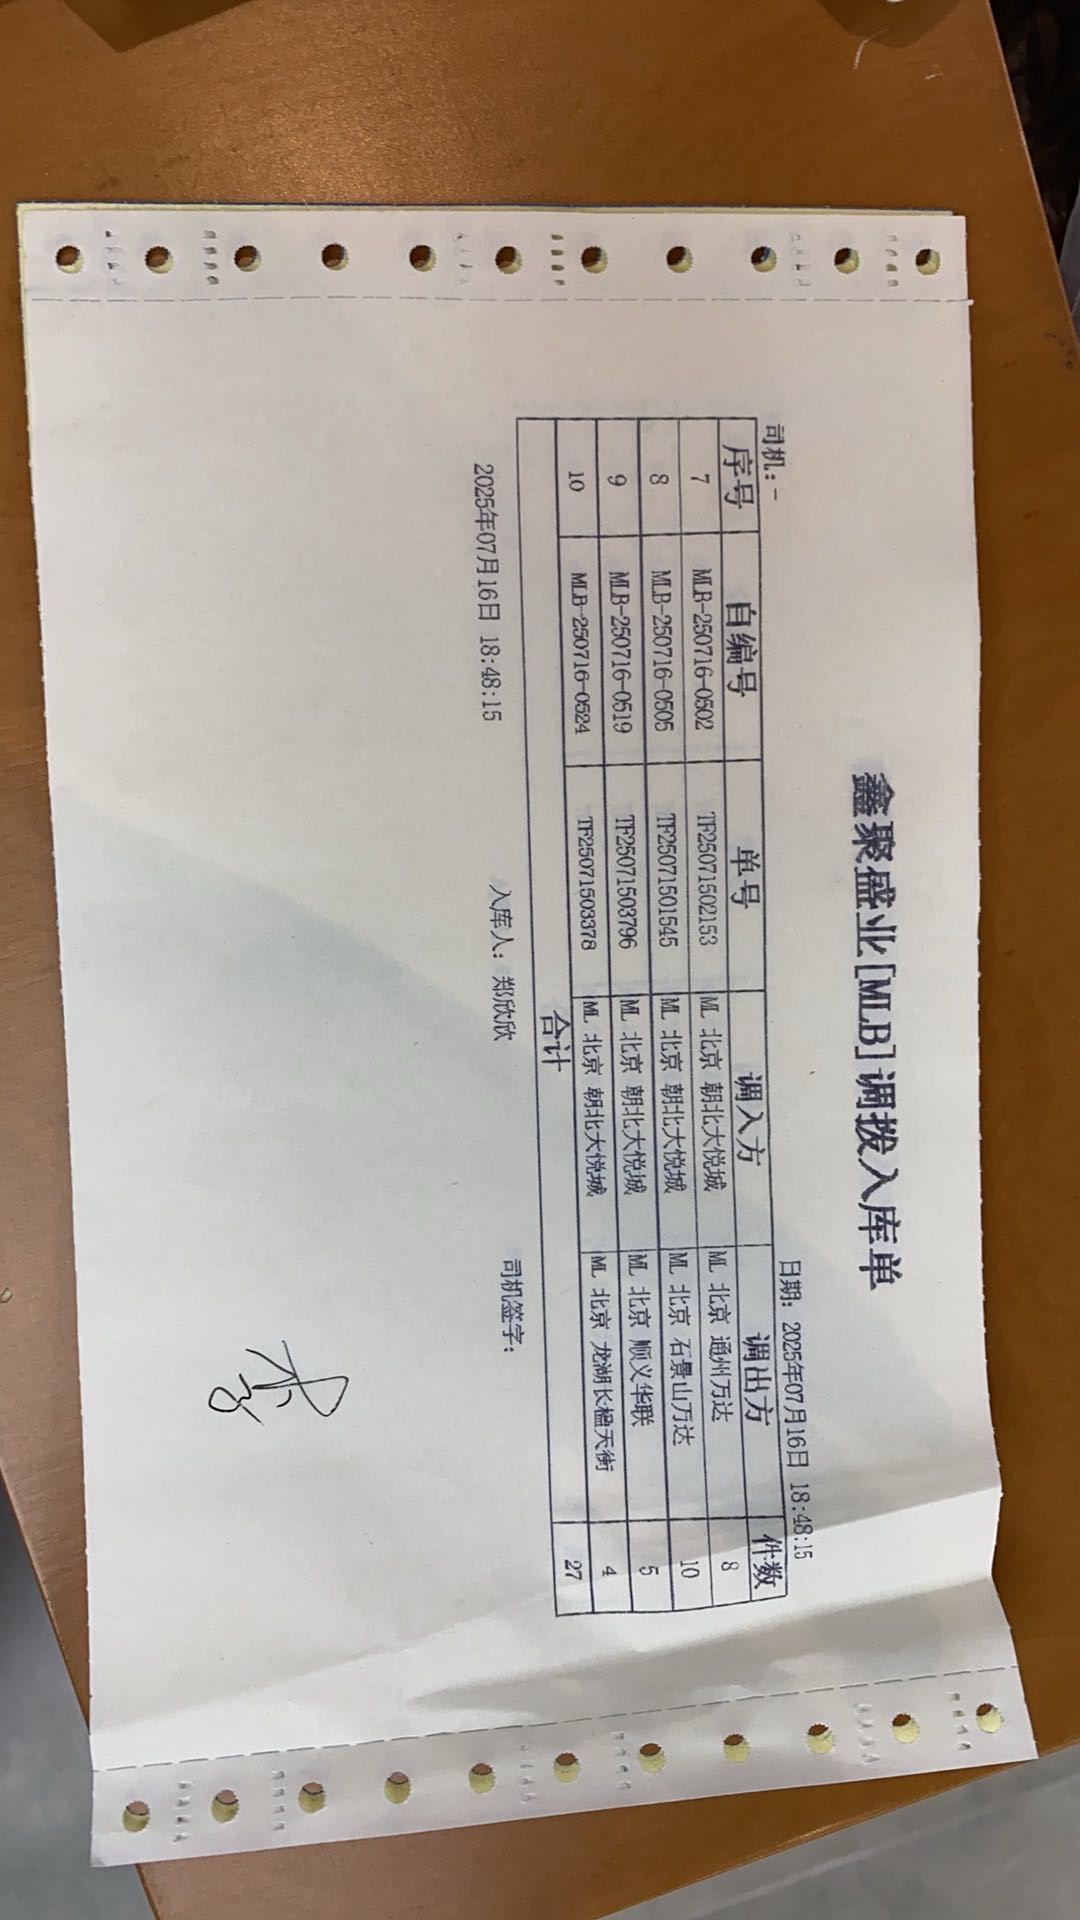 鑫聚盛业[MLB]调拨入库单
司机：- 日期：2025年07月16日 18:48:15
序号 自编号 单号 调入方 调出方 件数
7 MLB-250716-0502 TF25071502153 ML 北京 朝北大悦城 ML 北京 通州万达 8
8 MLB-250716-0505 TF25071501545 ML 北京 朝北大悦城 ML 北京 石景山万达 10
9 MLB-250716-0519 TF25071503796 ML 北京 朝北大悦城 ML 北京 顺义华联 5
10 MLB-250716-0524 TF25071503378 ML 北京 朝北大悦城 ML 北京 龙湖长楹天街 4
合计 27
2025年07月16日 18:48:15 入库人：郑欣欣 司机签字：